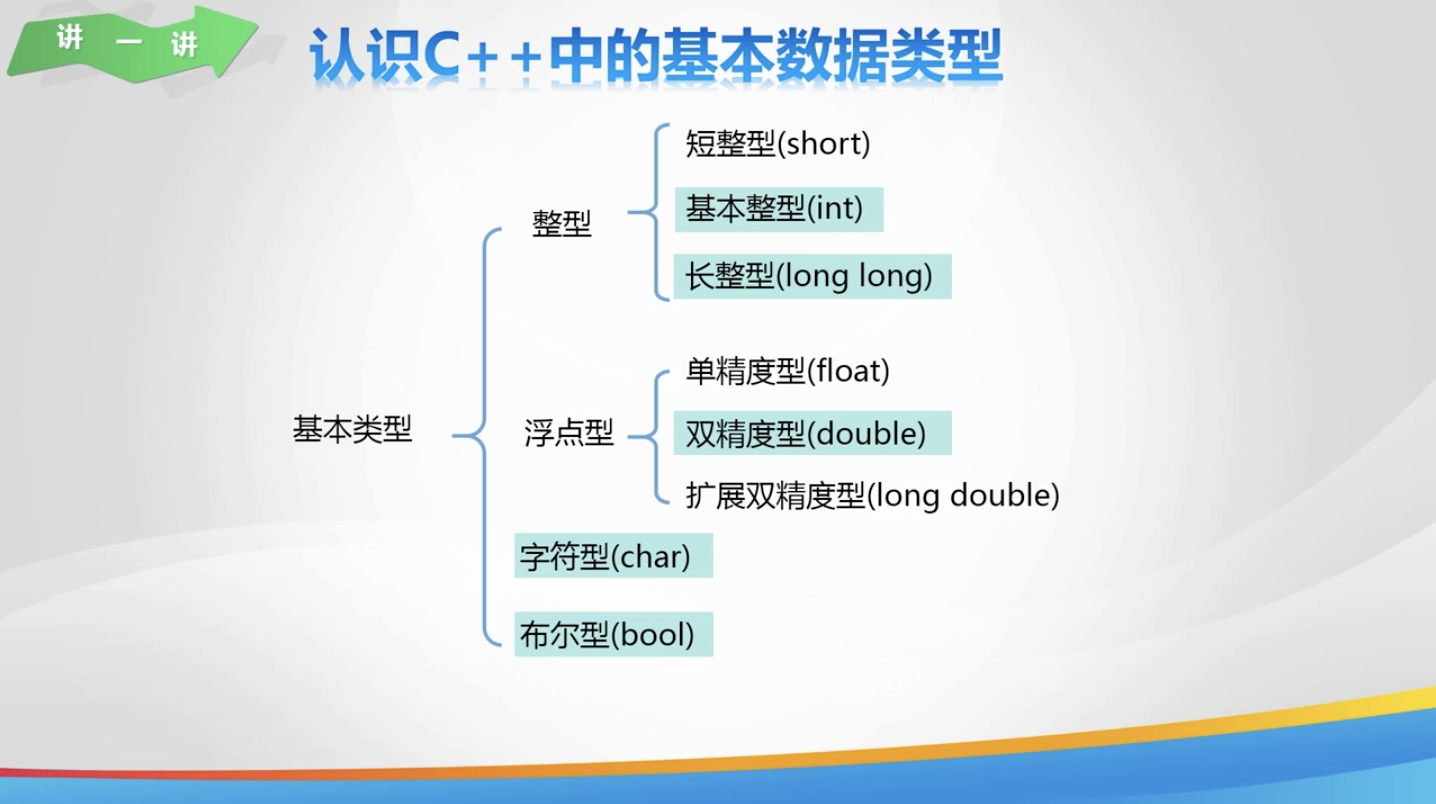 讲一讲
认识C++中的基本数据类型
短整型(short)
整型
基本整型(int)
长整型(long long)
单精度型(float)
基本类型
浮点型
双精度型(double)
扩展双精度型(long double)
字符型(char)
布尔型(bool)